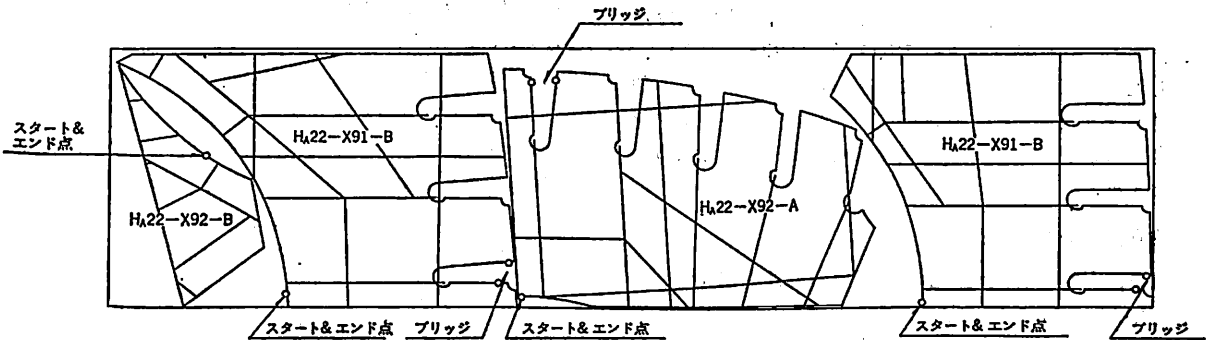 ブリッジ
スタート&
エンド点
HA22-X91-B
HA22-X91-B
HA22-X92-B
HA22-X92-A
スタート&エンド点
ブリッジ
スタート&エンド点
スタート&エンド点
ブリッジ